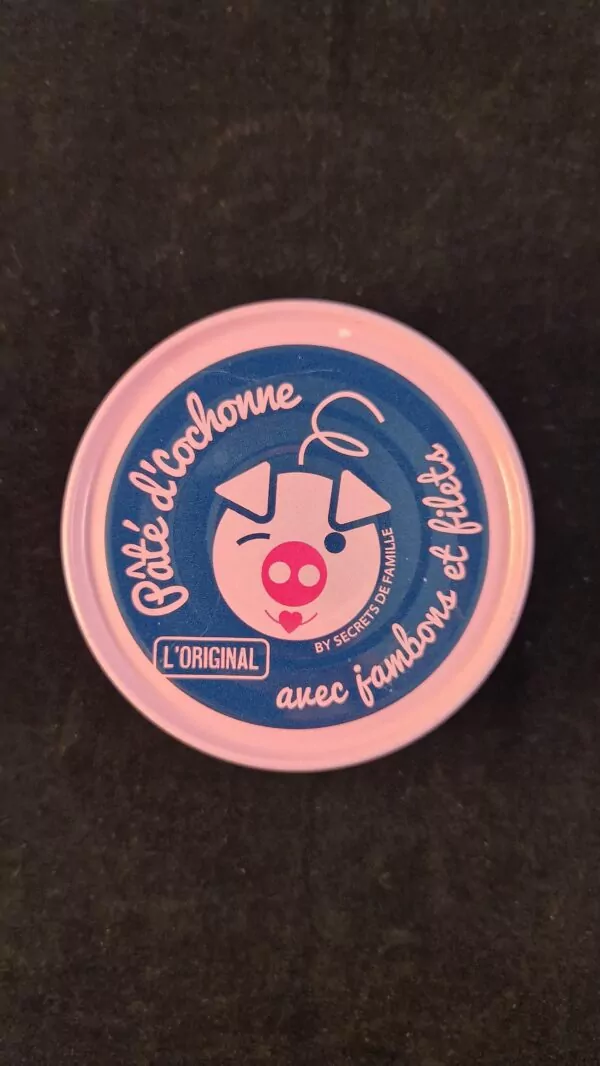 Pâté d'Cochonne
avec jambons et filets
BY SECRETS DE FAMILLE
L'ORIGINAL